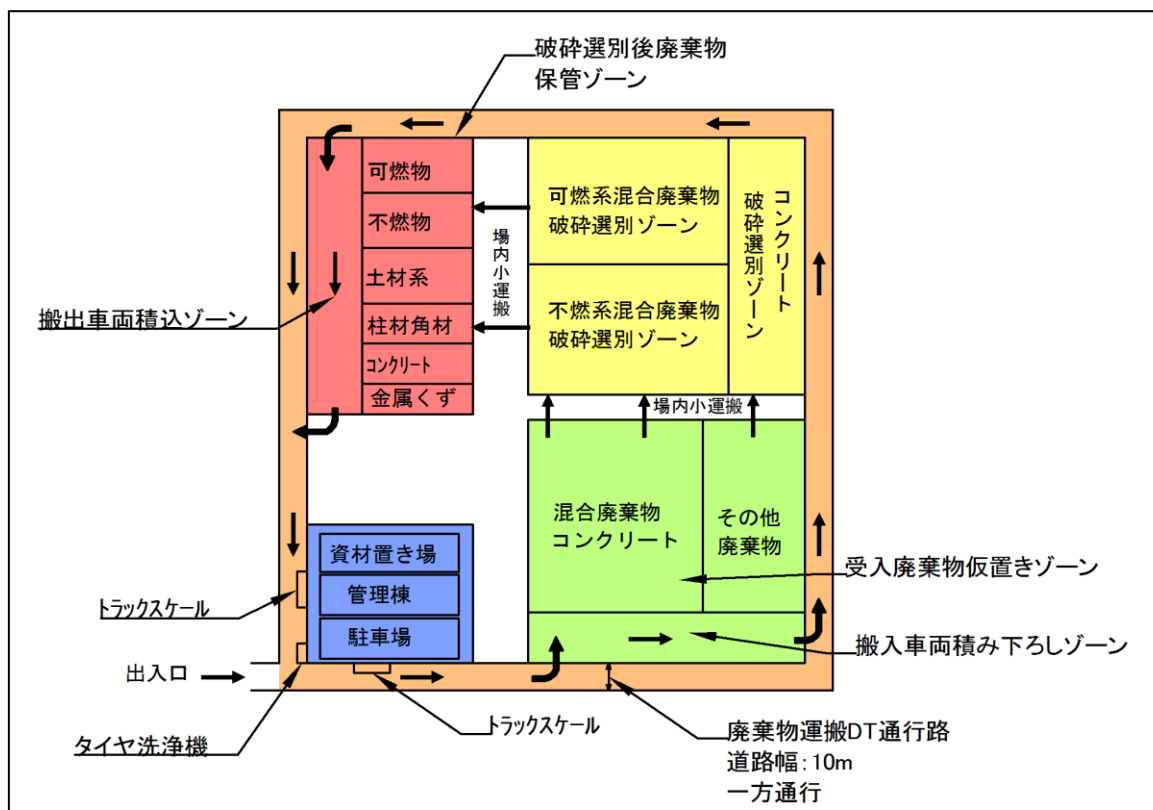 破砕選別後廃棄物
保管ゾーン
可燃物
不燃物
土材系
柱材角材
コンクリート
金属くず
搬出車両積込ゾーン
場内小運搬
可燃系混合廃棄物
破砕選別ゾーン
不燃系混合廃棄物
破砕選別ゾーン
コンクリート
破砕選別ゾーン
場内小運搬
混合廃棄物
コンクリート
その他
廃棄物
受入廃棄物仮置きゾーン
搬入車両積み下ろしゾーン
資材置き場
管理棟
駐車場
トラックスケール
出入口
タイヤ洗浄機
トラックスケール
廃棄物運搬DT通行路
道路幅：10m
一方通行